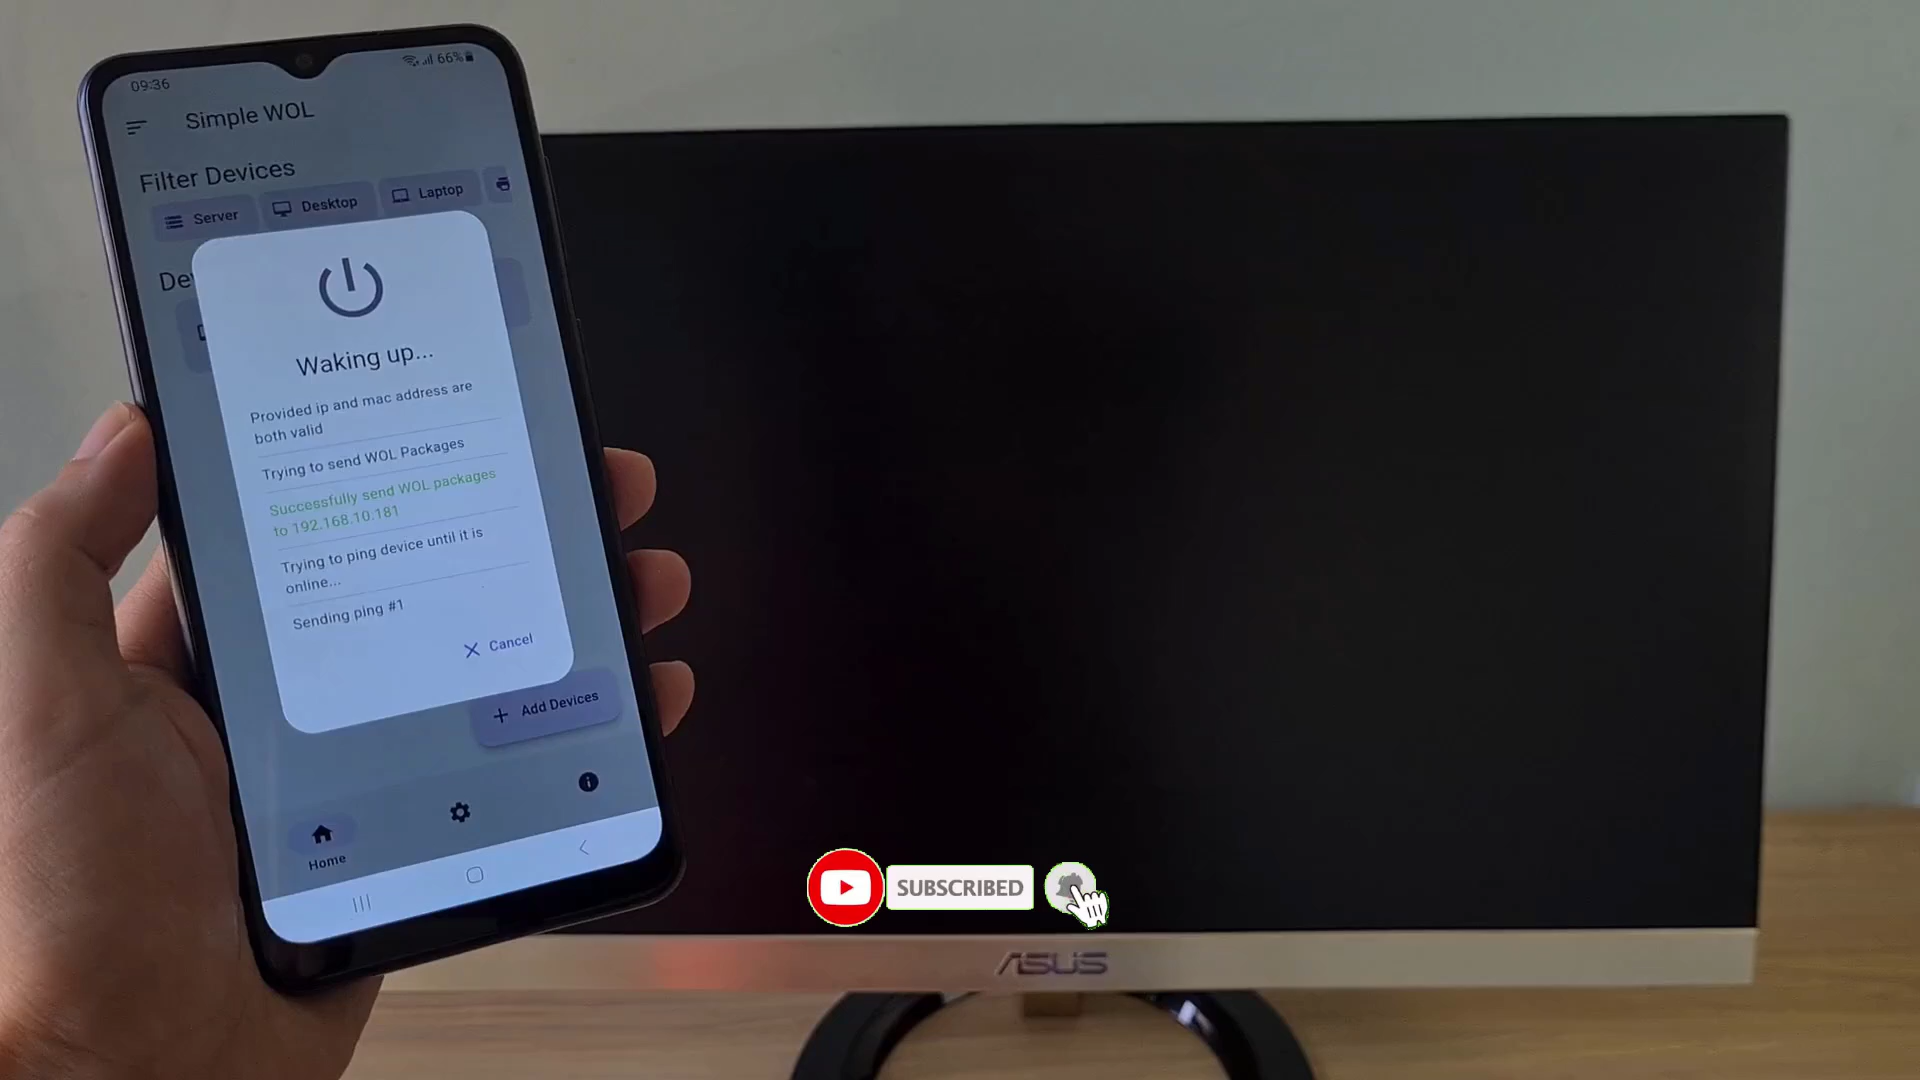 09:36
66%
Simple WOL
Filter Devices
Server
Desktop
Laptop
Waking up...
Provided ip and mac address are
both valid
Trying to send WOL Packages
Successfully send WOL packages
to 192.168.10.181
Trying to ping device until it is
online...
Sending ping #1
Cancel
Add Devices
Home
SUBSCRIBED
ASUS